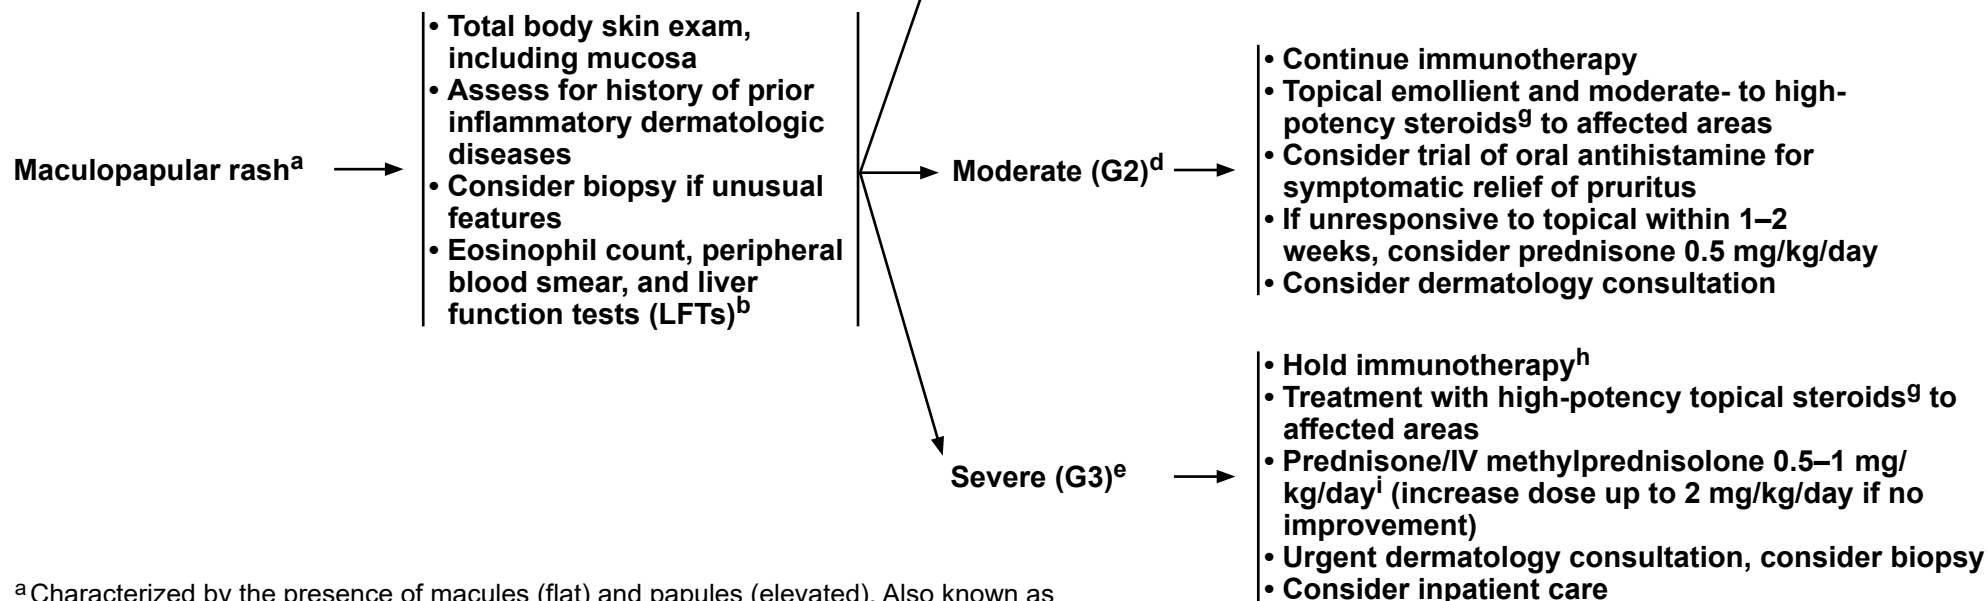 Maculopapular rasha
• Total body skin exam,
including mucosa
• Assess for history of prior
inflammatory dermatologic
diseases
• Consider biopsy if unusual
features
• Eosinophil count, peripheral
blood smear, and liver
function tests (LFTs)b
Moderate (G2)d
• Continue immunotherapy
• Topical emollient and moderate- to high-
potency steroidsg to affected areas
• Consider trial of oral antihistamine for
symptomatic relief of pruritus
• If unresponsive to topical within 1–2
weeks, consider prednisone 0.5 mg/kg/day
• Consider dermatology consultation
Severe (G3)e
• Hold immunotherapyh
• Treatment with high-potency topical steroidsg to
affected areas
• Prednisone/IV methylprednisolone 0.5–1 mg/
kg/dayi (increase dose up to 2 mg/kg/day if no
improvement)
• Urgent dermatology consultation, consider biopsy
• Consider inpatient care
a Characterized by the presence of macules (flat) and papules (elevated). Also known as